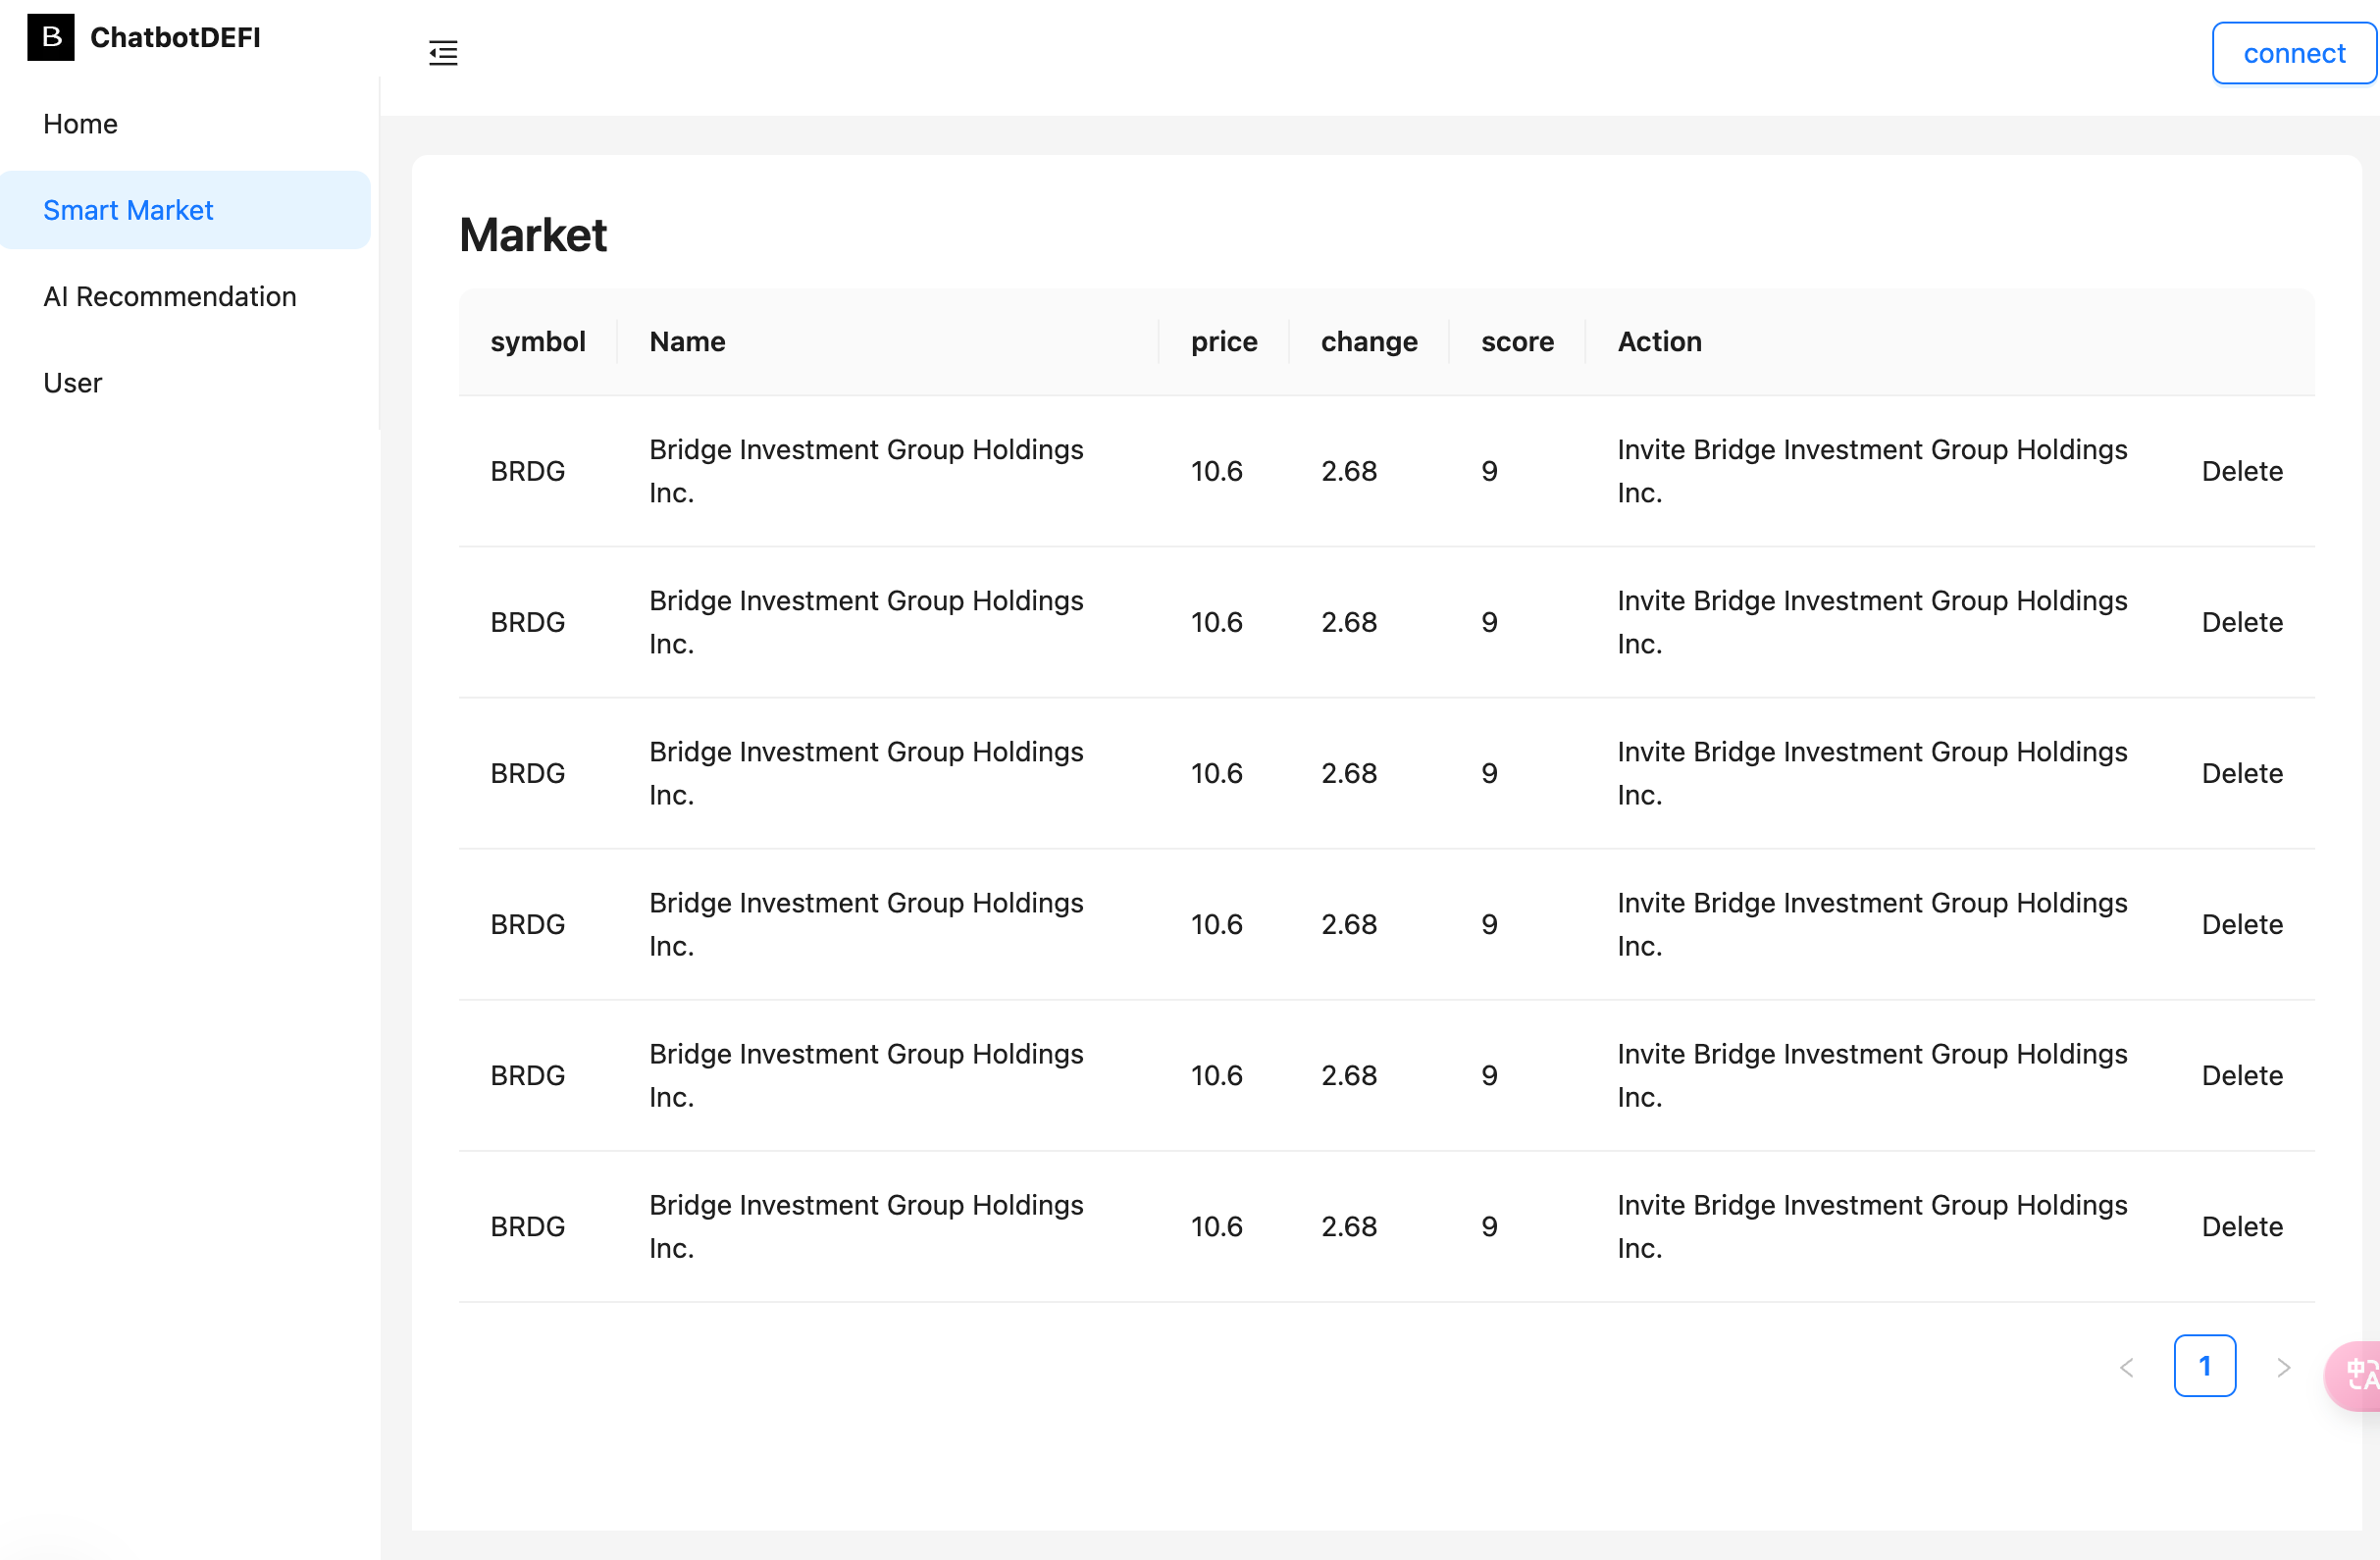 B ChatbotDEFI
connect
Home
Smart Market
AI Recommendation
User
Market
symbol Name price change score Action
BRDG Bridge Investment Group Holdings Inc. 10.6 2.68 9 Invite Bridge Investment Group Holdings Inc. Delete
BRDG Bridge Investment Group Holdings Inc. 10.6 2.68 9 Invite Bridge Investment Group Holdings Inc. Delete
BRDG Bridge Investment Group Holdings Inc. 10.6 2.68 9 Invite Bridge Investment Group Holdings Inc. Delete
BRDG Bridge Investment Group Holdings Inc. 10.6 2.68 9 Invite Bridge Investment Group Holdings Inc. Delete
BRDG Bridge Investment Group Holdings Inc. 10.6 2.68 9 Invite Bridge Investment Group Holdings Inc. Delete
BRDG Bridge Investment Group Holdings Inc. 10.6 2.68 9 Invite Bridge Investment Group Holdings Inc. Delete
< 1 >
中A